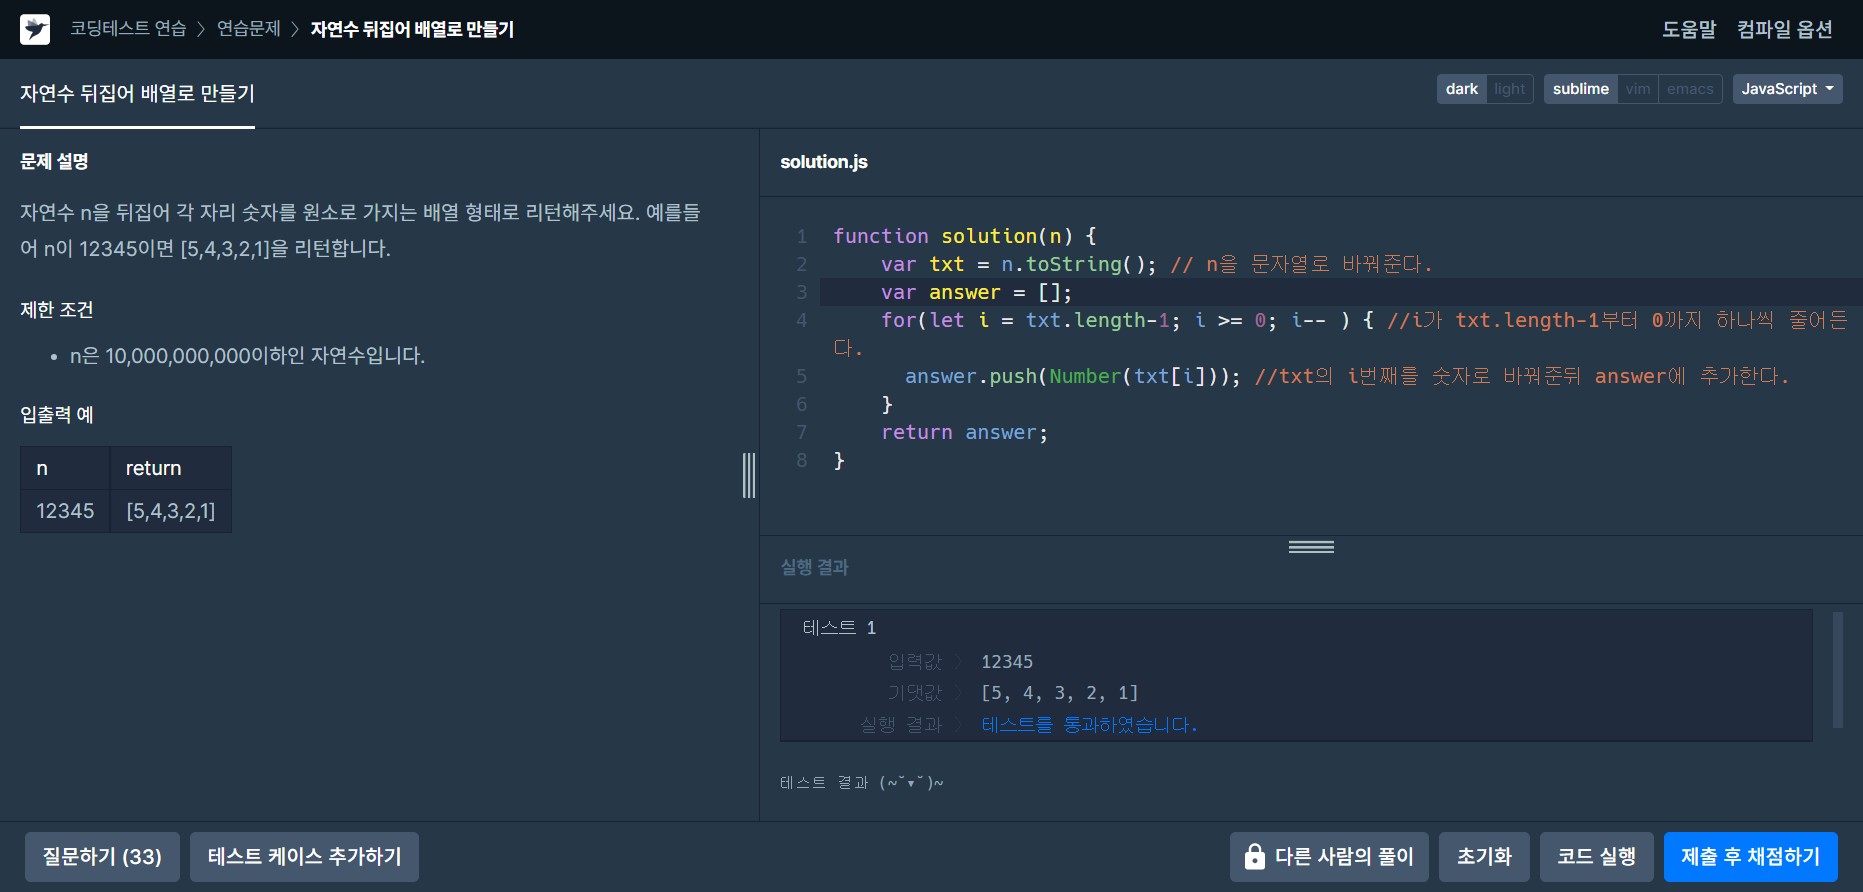 코딩테스트 연습 > 연습문제 > 자연수 뒤집어 배열로 만들기
도움말 컴파일 옵션
자연수 뒤집어 배열로 만들기
dark light sublime vim emacs JavaScript
문제 설명
자연수 n을 뒤집어 각 자리 숫자를 원소로 가지는 배열 형태로 리턴해주세요. 예를들
어 n이 12345이면 [5,4,3,2,1]을 리턴합니다.
제한 조건
• n은 10,000,000,000이하인 자연수입니다.
입출력 예
n return
12345 [5,4,3,2,1]
solution.js
1 function solution(n) {
2 var txt = n.toString(); // n을 문자열로 바꿔준다.
3 var answer = [];
4 for(let i = txt.length-1; i >= 0; i-- ) { //i가 txt.length-1부터 0까지 하나씩 줄어든
다.
5 answer.push(Number(txt[i])); //txt의 i번째를 숫자로 바꿔준뒤 answer에 추가한다.
6 }
7 return answer;
8 }
실행 결과
테스트 1
입력값 > 12345
기댓값 > [5, 4, 3, 2, 1]
실행 결과 > 테스트를 통과하였습니다.
테스트 결과 (~˘▾˘)~
질문하기 (33) 테스트 케이스 추가하기 다른 사람의 풀이 초기화 코드 실행 제출 후 채점하기